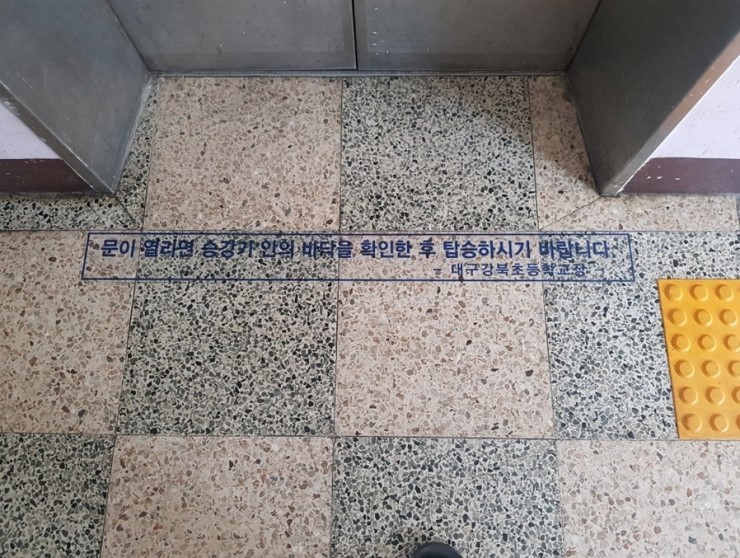 문이 열리면 승강기 안의 바닥을 확인한 후 탑승하시기 바랍니다
- 대구강북초등학교장 -